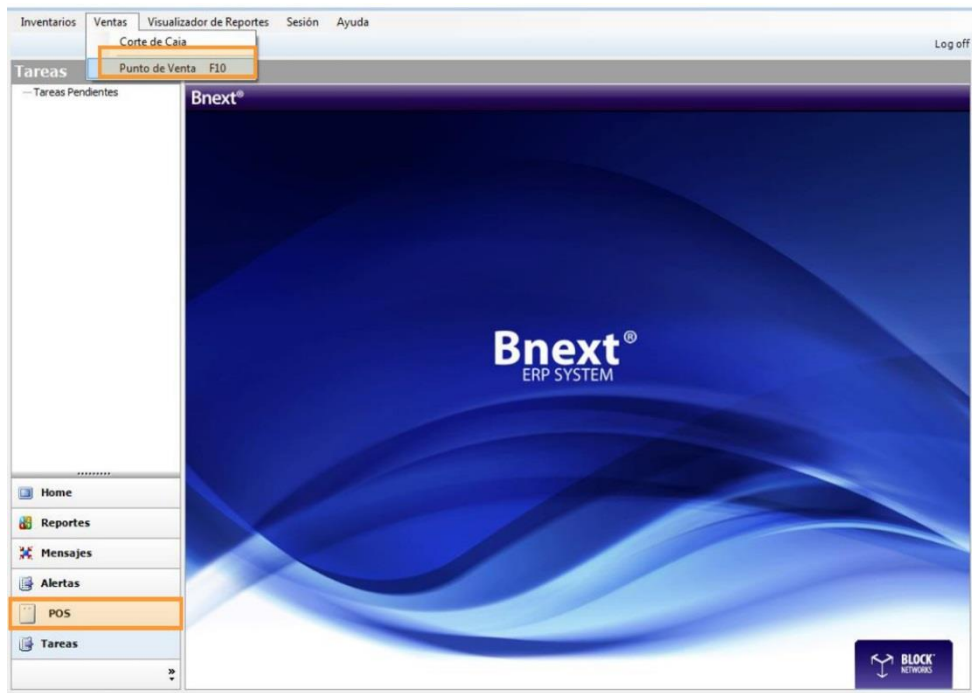 Inventarios Ventas Visualizador de Reportes Sesión Ayuda
Corte de Caja
Log off
Punto de Venta F10
Tareas
Tareas Pendientes
Bnext®
Bnext®
ERP SYSTEM
Home
Reportes
Mensajes
Alertas
POS
Tareas
BLOCK
NETWORKS